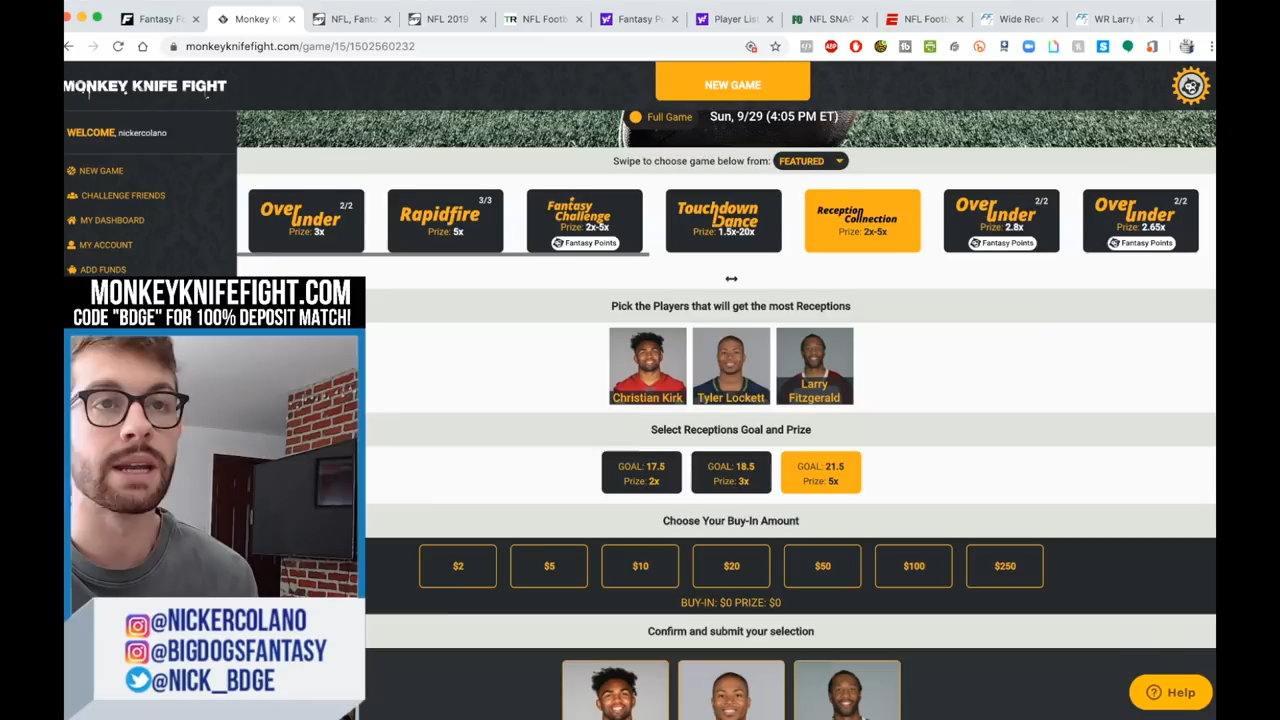 Fantasy F
Monkey K
NFL, Fanta
NFL 2019
NFL Footb
Fantasy P
Player Lis
NFL SNAP
NFL Footb
Wide Rec
WR Larry
monkeyknifefight.com/game/15/1502560232
MONKEY KNIFE FIGHT
NEW GAME
Full Game
Sun, 9/29 (4:05 PM ET)
WELCOME, nickercolano
Swipe to choose game below from: FEATURED
NEW GAME
CHALLENGE FRIENDS
MY DASHBOARD
MY ACCOUNT
ADD FUNDS
Over Under 2/2
Prize: 3x
Rapidfire 3/3
Prize: 5x
Fantasy Challenge
Prize: 2x-5x
Fantasy Points
Touchdown Dance
Prize: 1.5x-20x
Reception Connection
Prize: 2x-5x
Over Under 2/2
Prize: 2.8x
Fantasy Points
Over Under 2/2
Prize: 2.65x
Fantasy Points
MONKEYKNIFEFIGHT.COM
CODE "BDGE" FOR 100% DEPOSIT MATCH!
Pick the Players that will get the most Receptions
Christian Kirk
Tyler Lockett
Larry Fitzgerald
Select Receptions Goal and Prize
GOAL: 17.5
Prize: 2x
GOAL: 18.5
Prize: 3x
GOAL: 21.5
Prize: 5x
Choose Your Buy-In Amount
$2
$5
$10
$20
$50
$100
$250
BUY-IN: $0 PRIZE: $0
Confirm and submit your selection
@NICKERCOLANO
@BIGDOGSFANTASY
@NICK_BDGE
Help